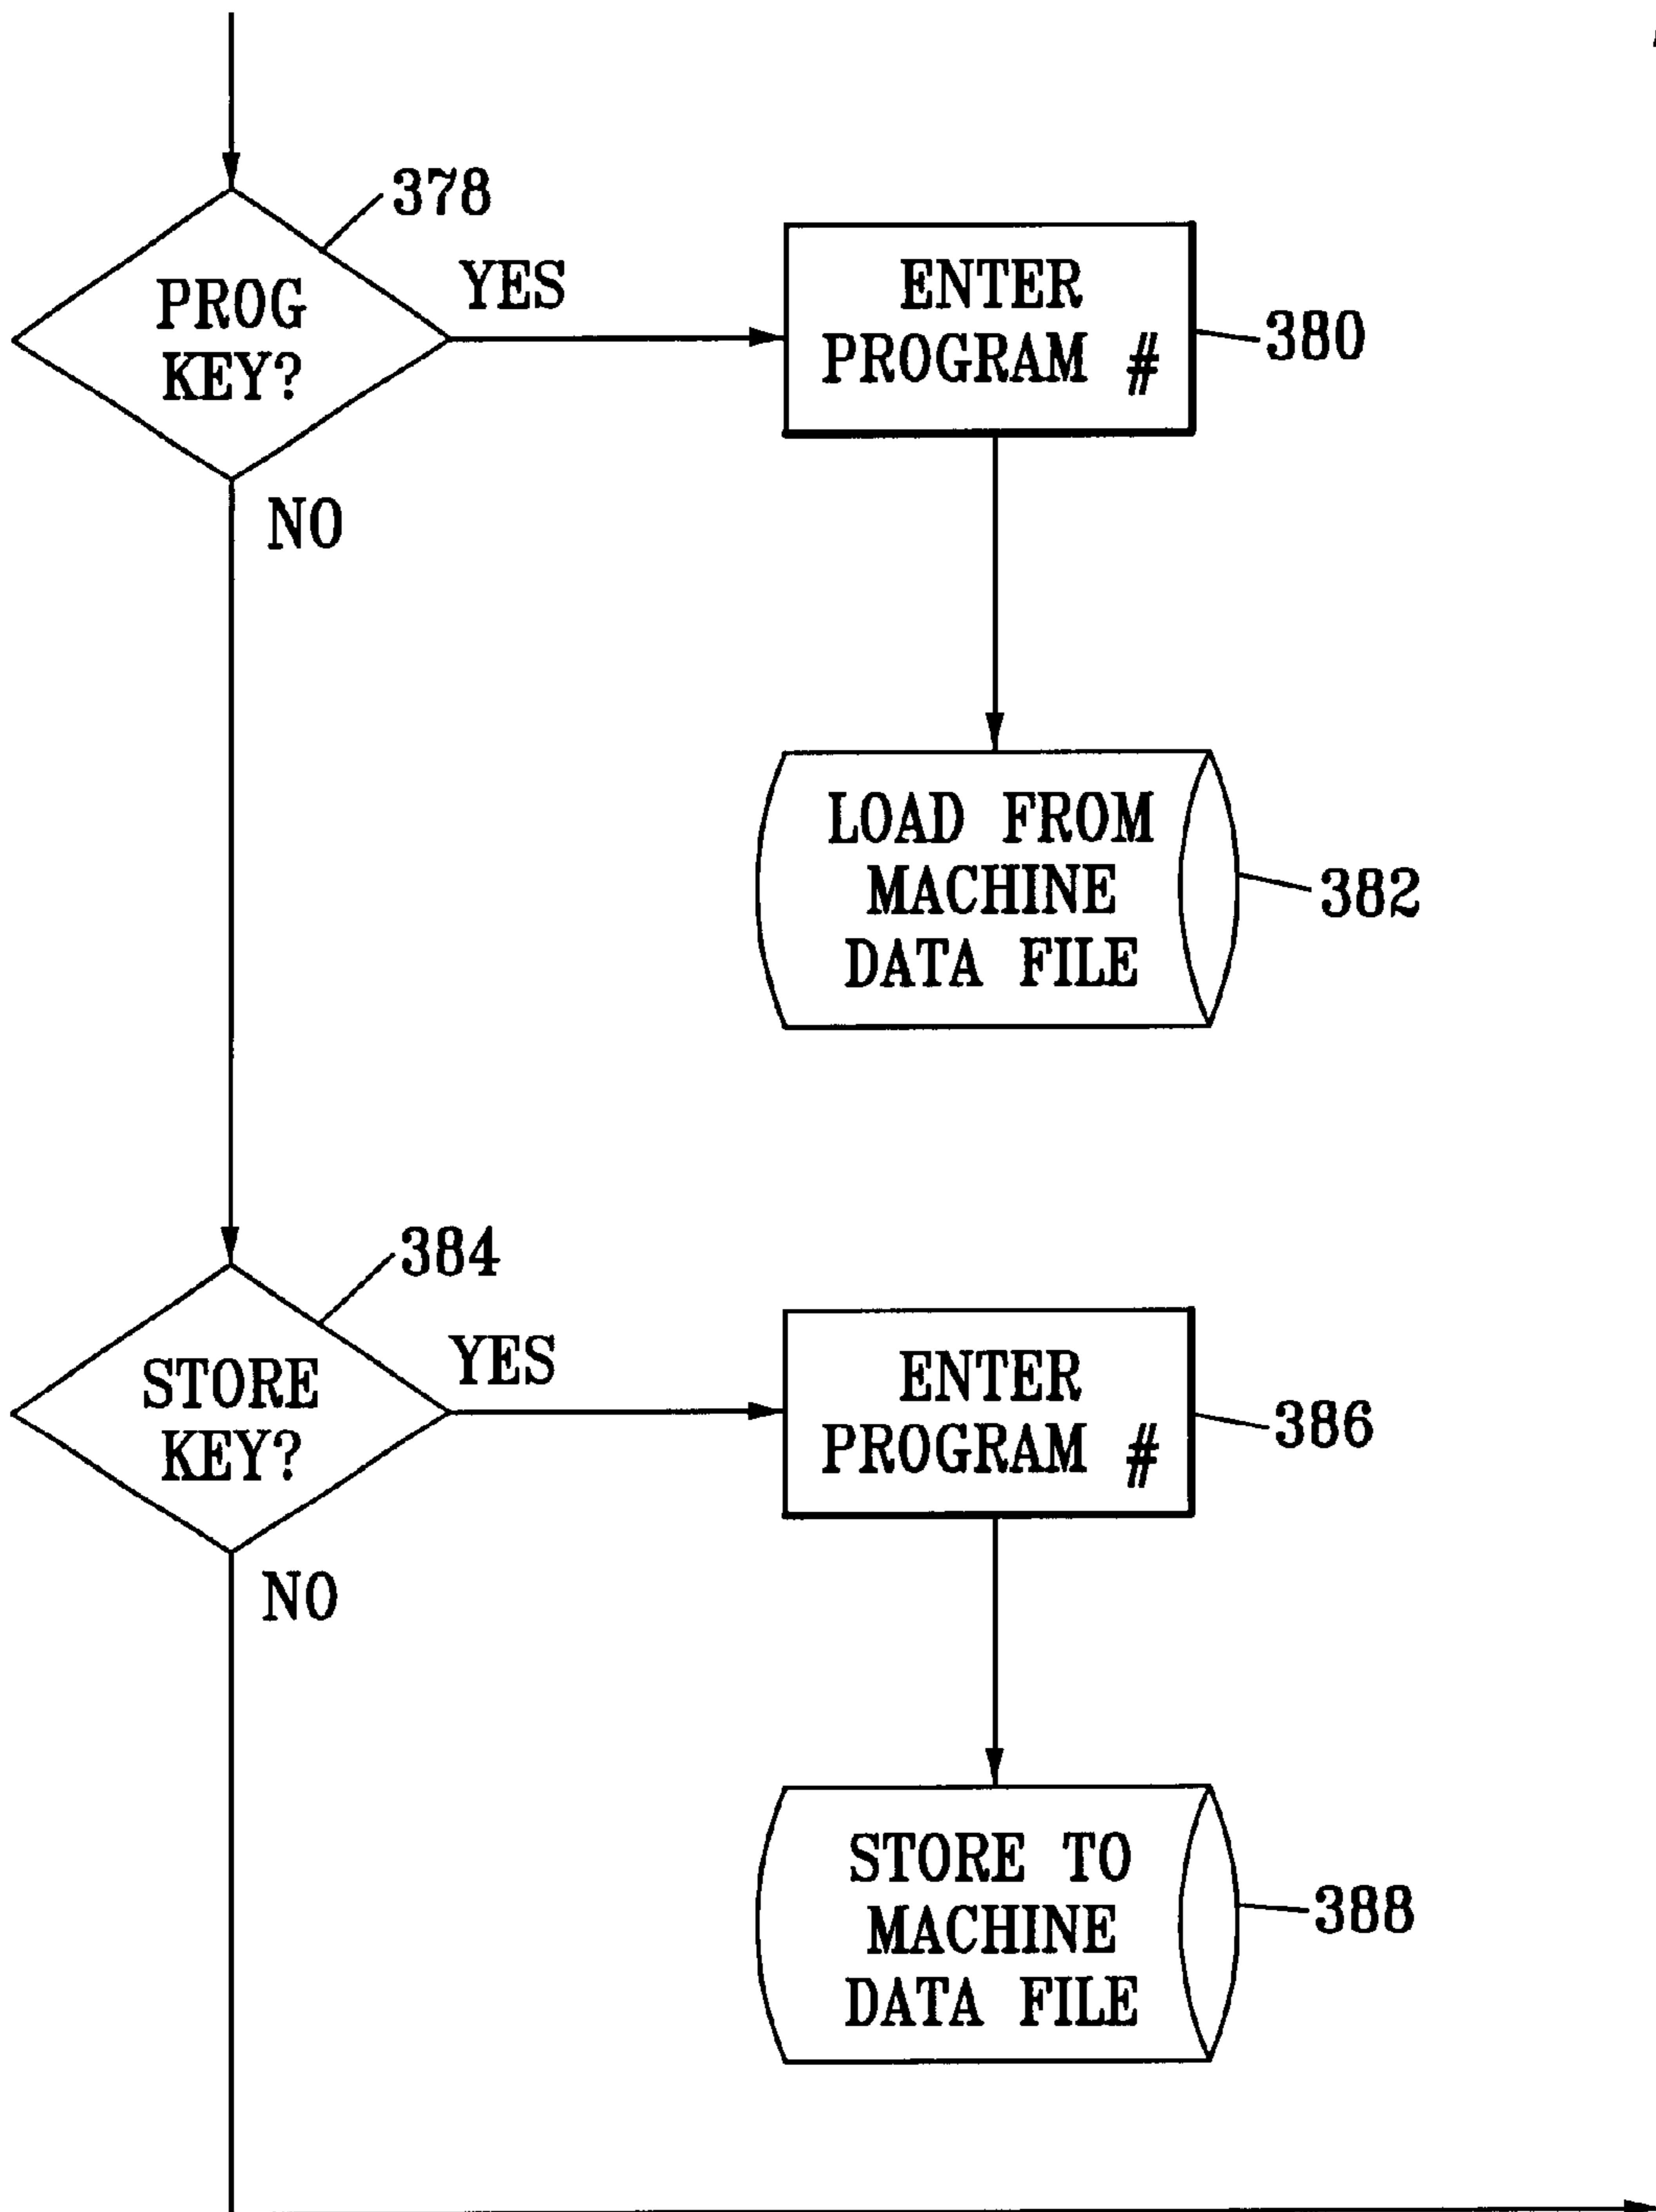 378
PROG
KEY?
YES
NO
ENTER
PROGRAM #
380
LOAD FROM
MACHINE
DATA FILE
382
384
STORE
KEY?
YES
NO
ENTER
PROGRAM #
386
STORE TO
MACHINE
DATA FILE
388